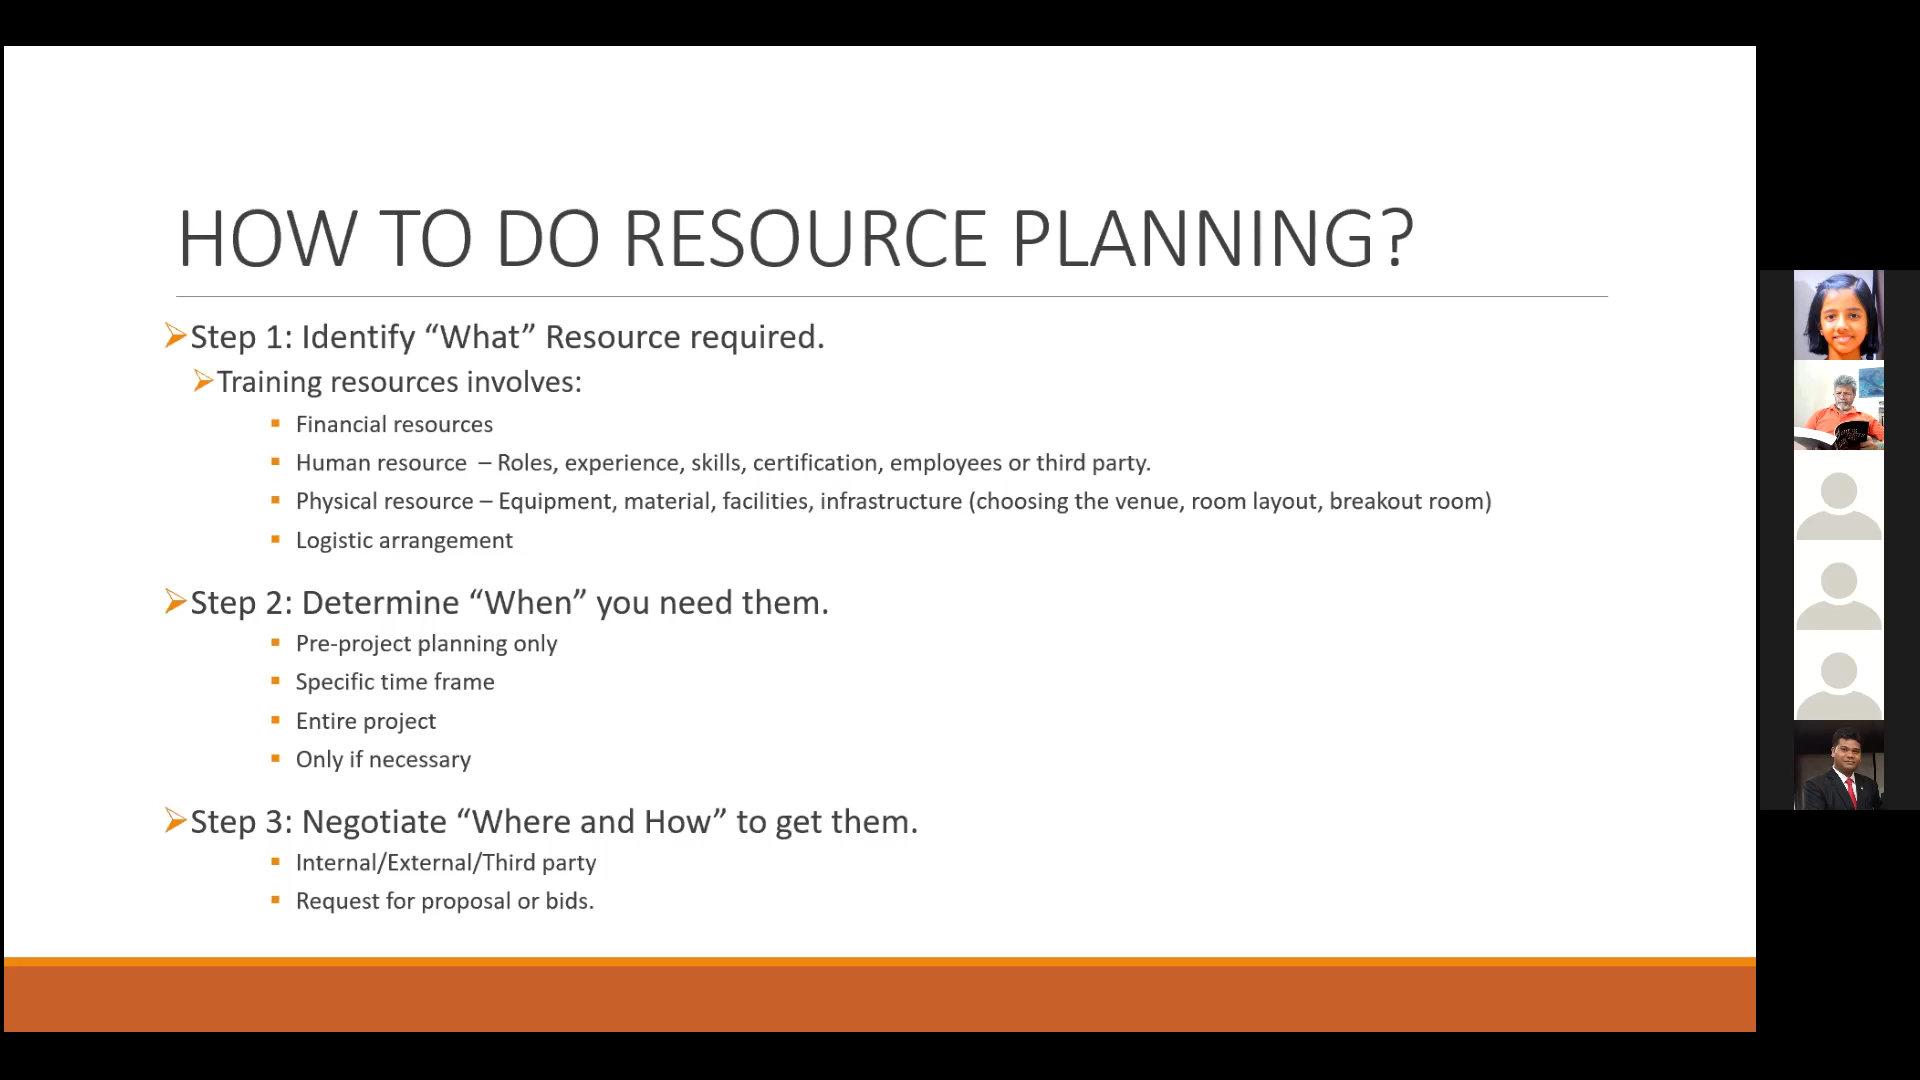 HOW TO DO RESOURCE PLANNING?
Step 1: Identify “What” Resource required.
Training resources involves:
Financial resources
Human resource – Roles, experience, skills, certification, employees or third party.
Physical resource – Equipment, material, facilities, infrastructure (choosing the venue, room layout, breakout room)
Logistic arrangement
Step 2: Determine “When” you need them.
Pre-project planning only
Specific time frame
Entire project
Only if necessary
Step 3: Negotiate “Where and How” to get them.
Internal/External/Third party
Request for proposal or bids.